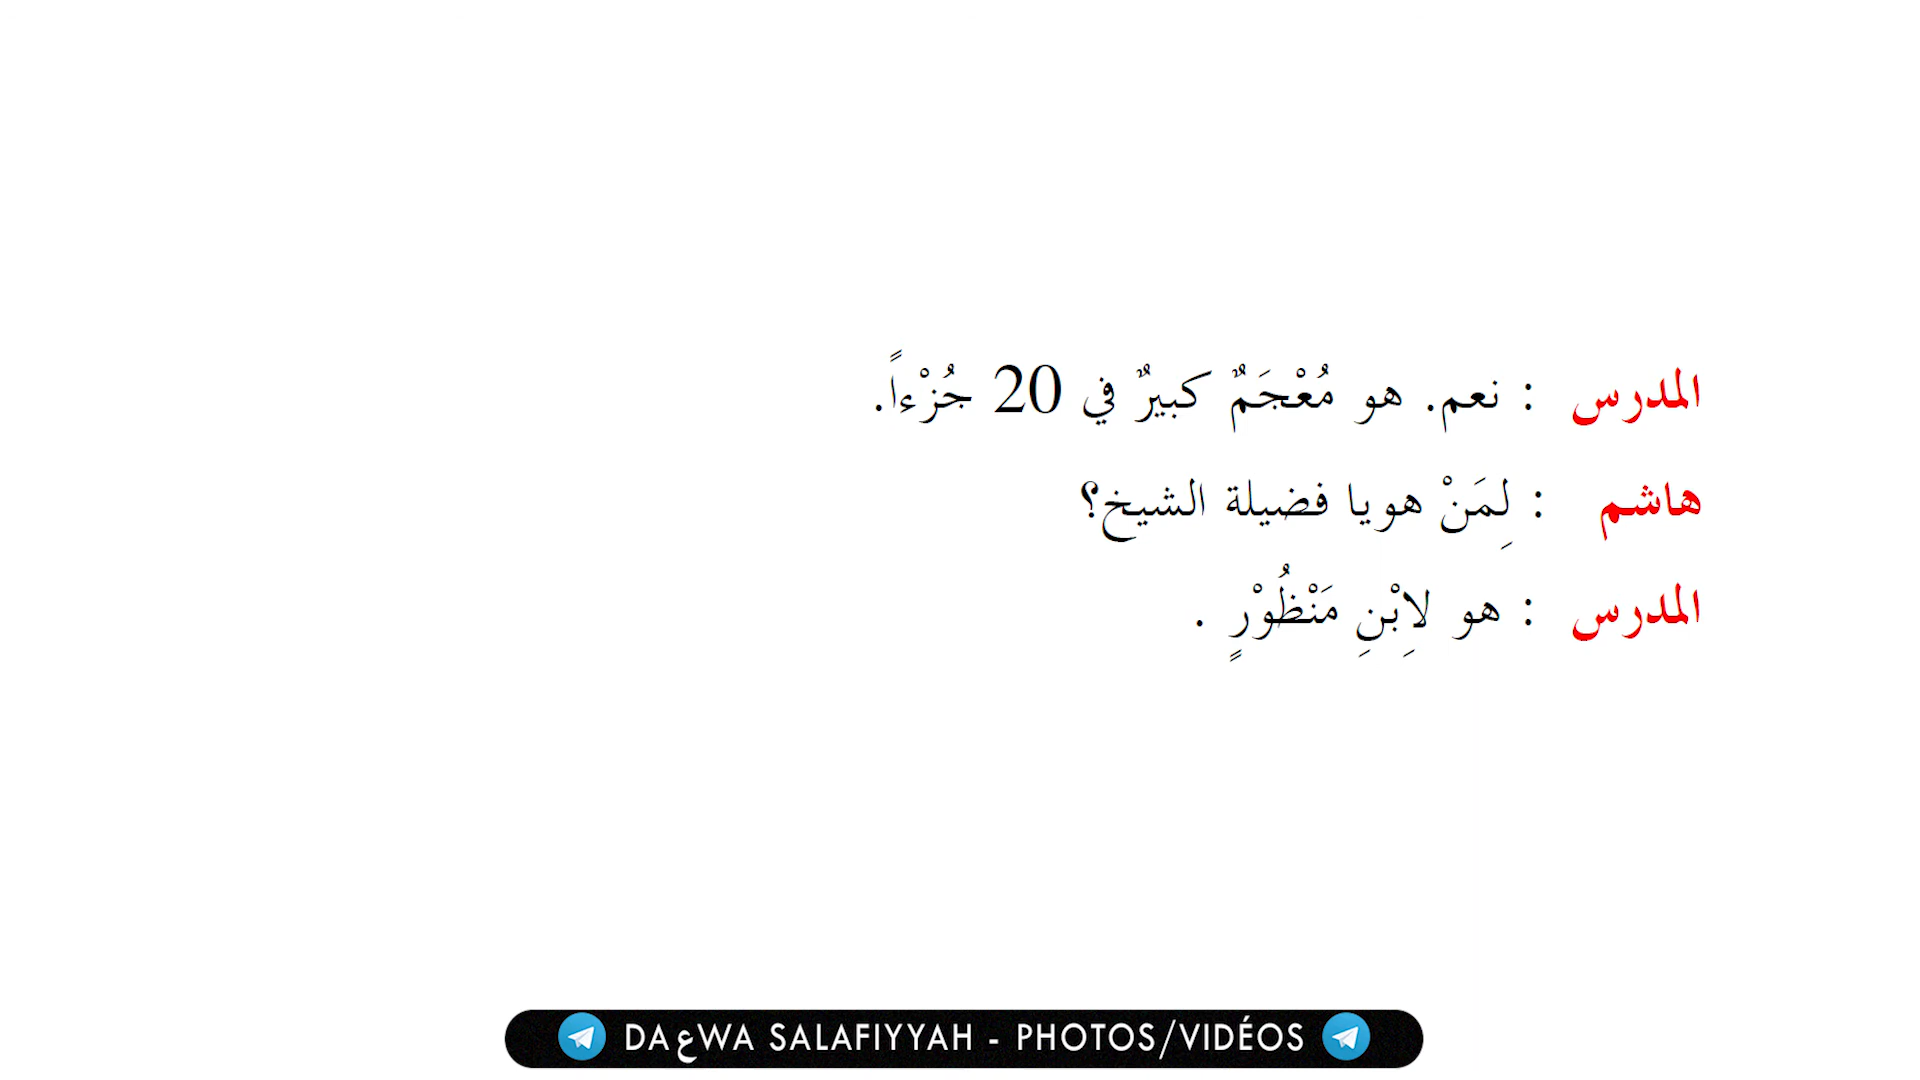 المدرس : نعم. هو مُعْجَمٌ كبيرٌ في 20 جُزْءاً.
هاشم : لِمَنْ هويا فضيلة الشيخ؟
المدرس : هو لاِبْنِ مَنْظُوْرٍ .
DAعWA SALAFIYYAH - PHOTOS/VIDÉOS